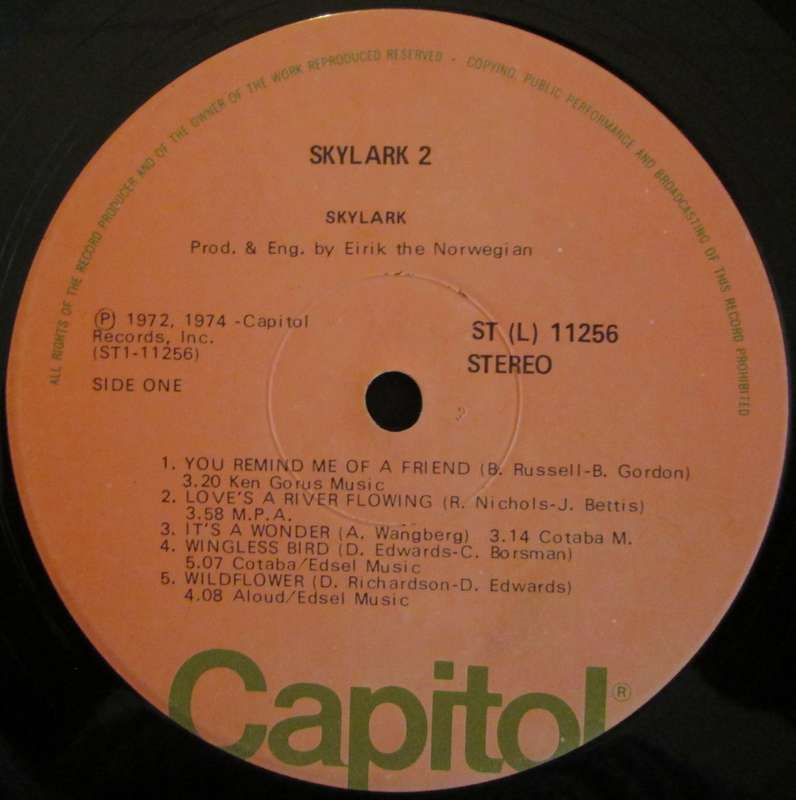 ALL RIGHTS OF THE RECORD PRODUCER AND OF THE OWNER OF THE WORK REPRODUCED RESERVED · COPYING, PUBLIC PERFORMANCE AND BROADCASTING OF THIS RECORD PROHIBITED
SKYLARK 2
SKYLARK
Prod. & Eng. by Eirik the Norwegian
Ⓟ 1972, 1974 -Capitol
Records, Inc.
(ST1-11256)
SIDE ONE
ST (L) 11256
STEREO
1. YOU REMIND ME OF A FRIEND (B. Russell-B. Gordon)
3.20 Ken Gorus Music
2. LOVE'S A RIVER FLOWING (R. Nichols-J. Bettis)
3.58 M.P.A.
3. IT'S A WONDER (A. Wangberg) 3.14 Cotaba M.
4. WINGLESS BIRD (D. Edwards-C. Borsman)
5.07 Cotaba/Edsel Music
5. WILDFLOWER (D. Richardson-D. Edwards)
4.08 Aloud/Edsel Music
Capitol®